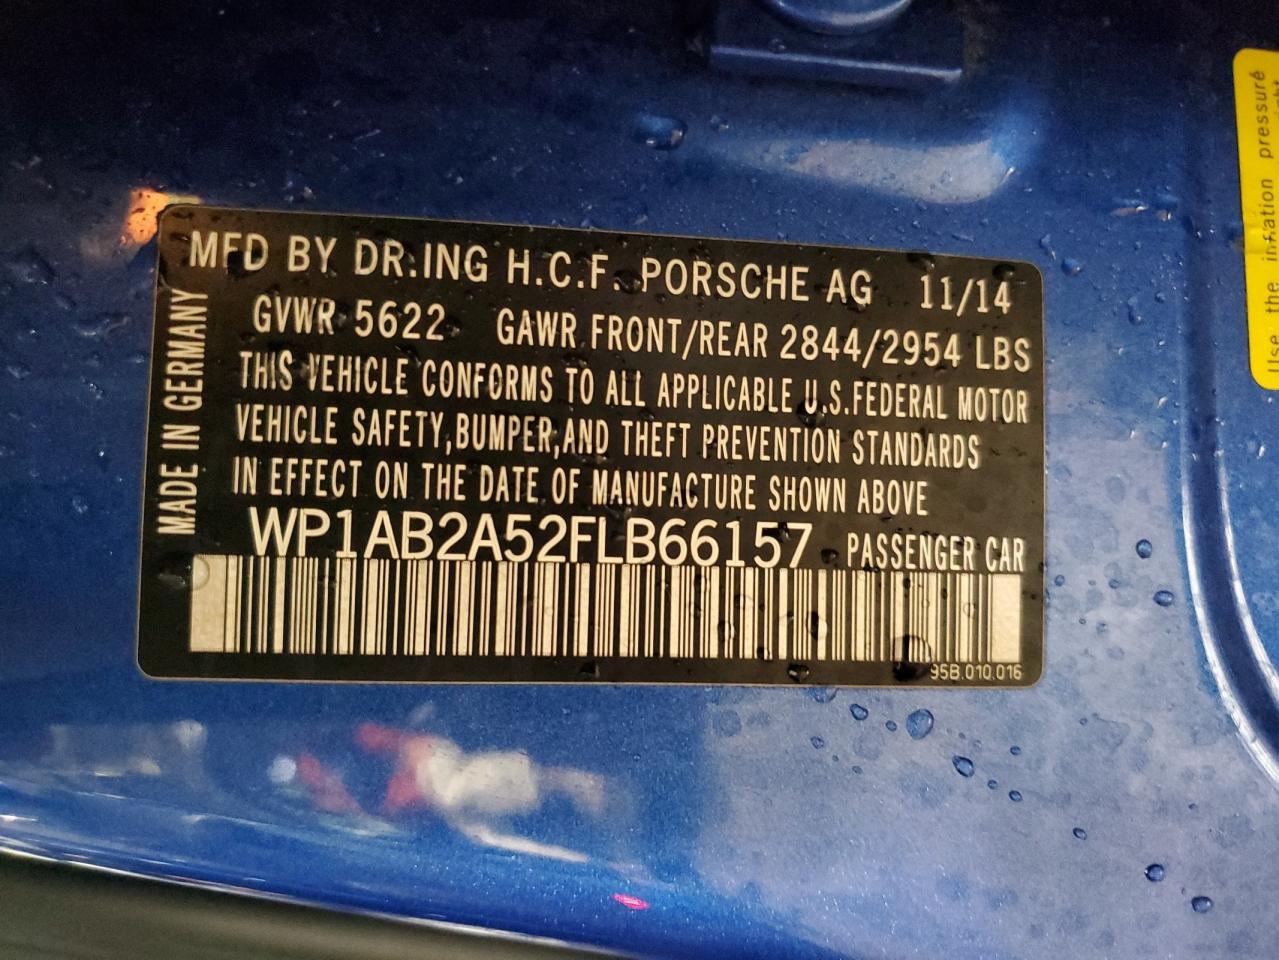 MFD BY DR.ING H.C.F. PORSCHE AG 11/14
GVWR 5622 GAWR FRONT/REAR 2844/2954 LBS
THIS VEHICLE CONFORMS TO ALL APPLICABLE U.S.FEDERAL MOTOR
VEHICLE SAFETY,BUMPER,AND THEFT PREVENTION STANDARDS
IN EFFECT ON THE DATE OF MANUFACTURE SHOWN ABOVE
WP1AB2A52FLB66157 PASSENGER CAR
95B.010.016
MADE IN GERMANY
Use the inflation pressure